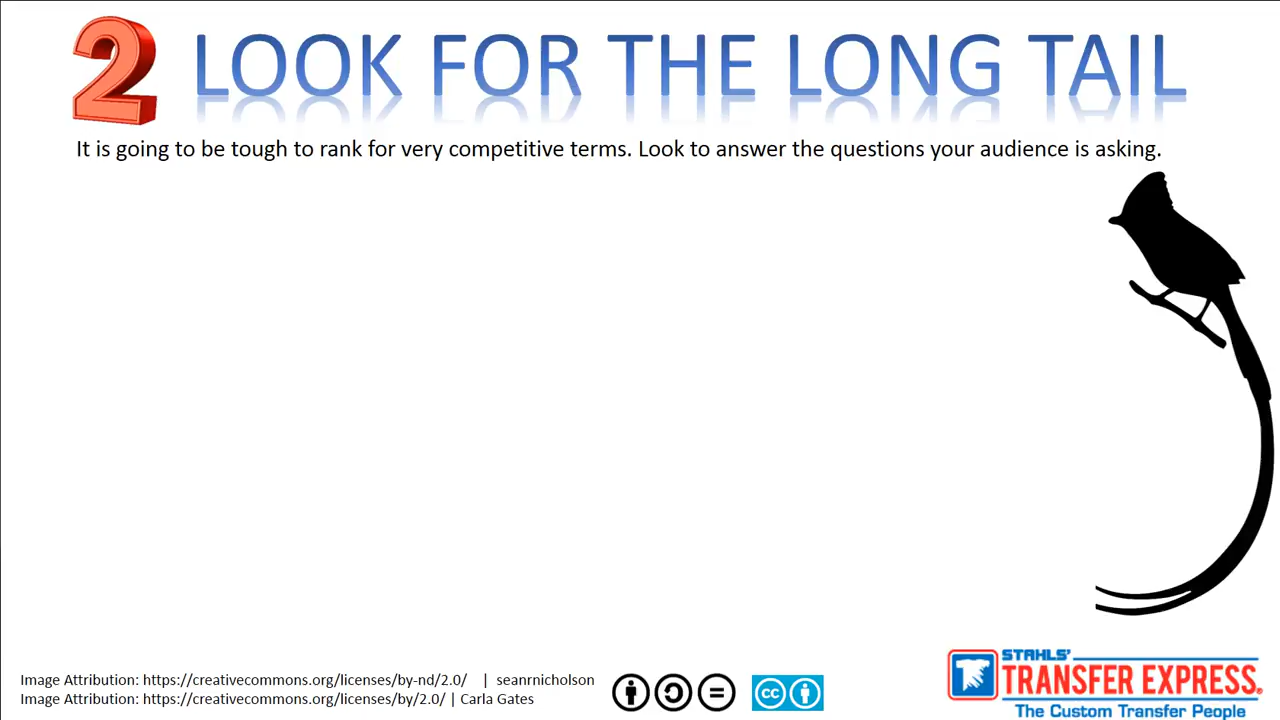 2 LOOK FOR THE LONG TAIL
It is going to be tough to rank for very competitive terms. Look to answer the questions your audience is asking.
Image Attribution: https://creativecommons.org/licenses/by-nd/2.0/ | seanrnicholson
Image Attribution: https://creativecommons.org/licenses/by/2.0/ | Carla Gates
cc
STAHLS'
TRANSFER EXPRESS®
The Custom Transfer People